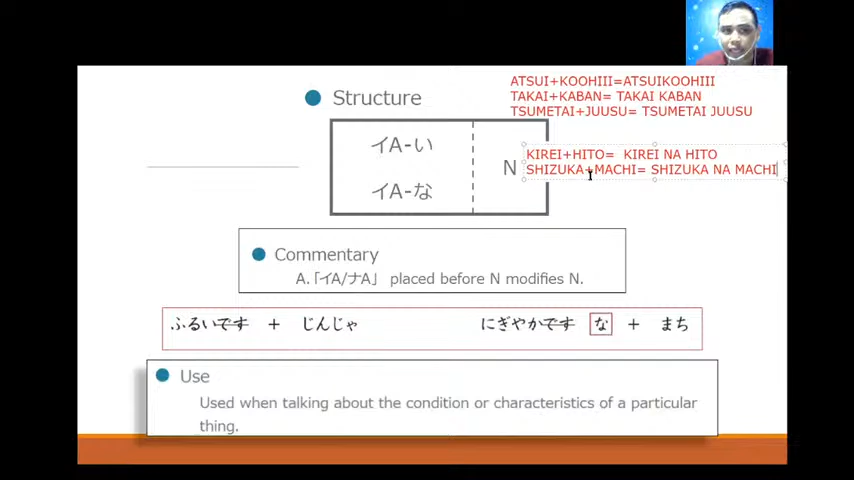 ATSUI+KOOHIII=ATSUIKOOHIII
TAKAI+KABAN= TAKAI KABAN
TSUMETAI+JUUSU= TSUMETAI JUUSU
Structure
イA-い
イA-な
N
KIREI+HITO= KIREI NA HITO
SHIZUKA+MACHI= SHIZUKA NA MACHI
Commentary
A.「イA/ナA」 placed before N modifies N.
ふるいです + じんじゃ にぎやかです な + まち
Use
Used when talking about the condition or characteristics of a particular
thing.